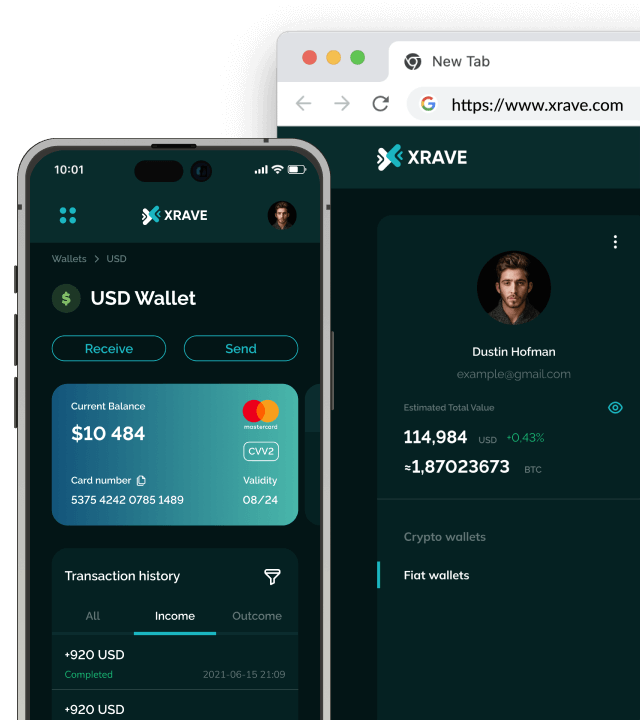 New Tab
https://www.xrave.com
XRAVE
Dustin Hofman
example@gmail.com
Estimated Total Value
114,984 USD +0,43%
≈1,87023673 BTC
Crypto wallets
Fiat wallets
10:01
XRAVE
Wallets > USD
$ USD Wallet
Receive Send
Current Balance
$10 484
mastercard
CVV2
Card number Validity
5375 4242 0785 1489 08/24
Transaction history
All Income Outcome
+920 USD
Completed 2021-06-15 21:09
+920 USD